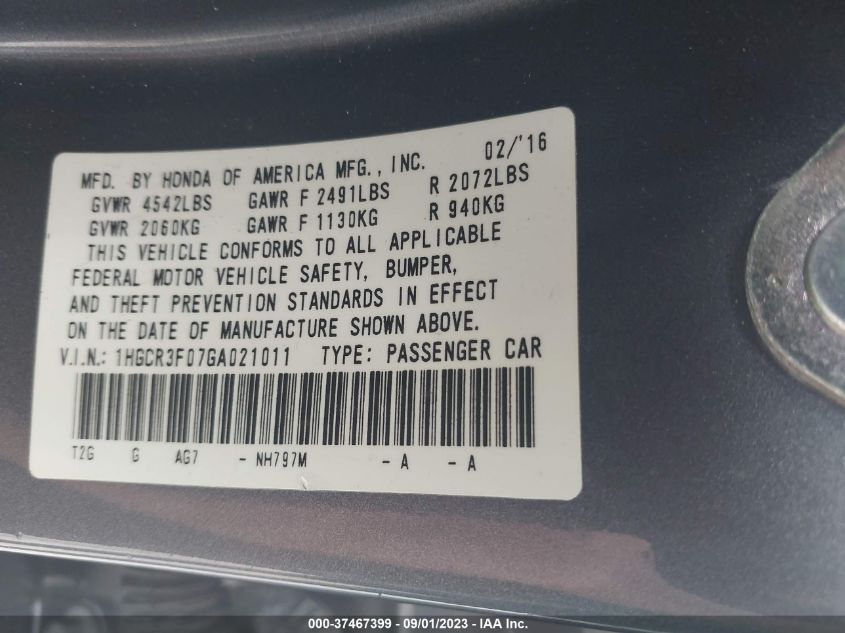 02/'16
MFD. BY HONDA OF AMERICA MFG., INC.
GVWR 4542LBS GAWR F 2491LBS R 2072LBS
GVWR 2060KG GAWR F 1130KG R 940KG
THIS VEHICLE CONFORMS TO ALL APPLICABLE
FEDERAL MOTOR VEHICLE SAFETY, BUMPER,
AND THEFT PREVENTION STANDARDS IN EFFECT
ON THE DATE OF MANUFACTURE SHOWN ABOVE.
V.I.N.: 1HGCR3F07GA021011 TYPE: PASSENGER CAR
T2G G AG7 - NH797M - A - A
000-37467399 - 09/01/2023 - IAA Inc.